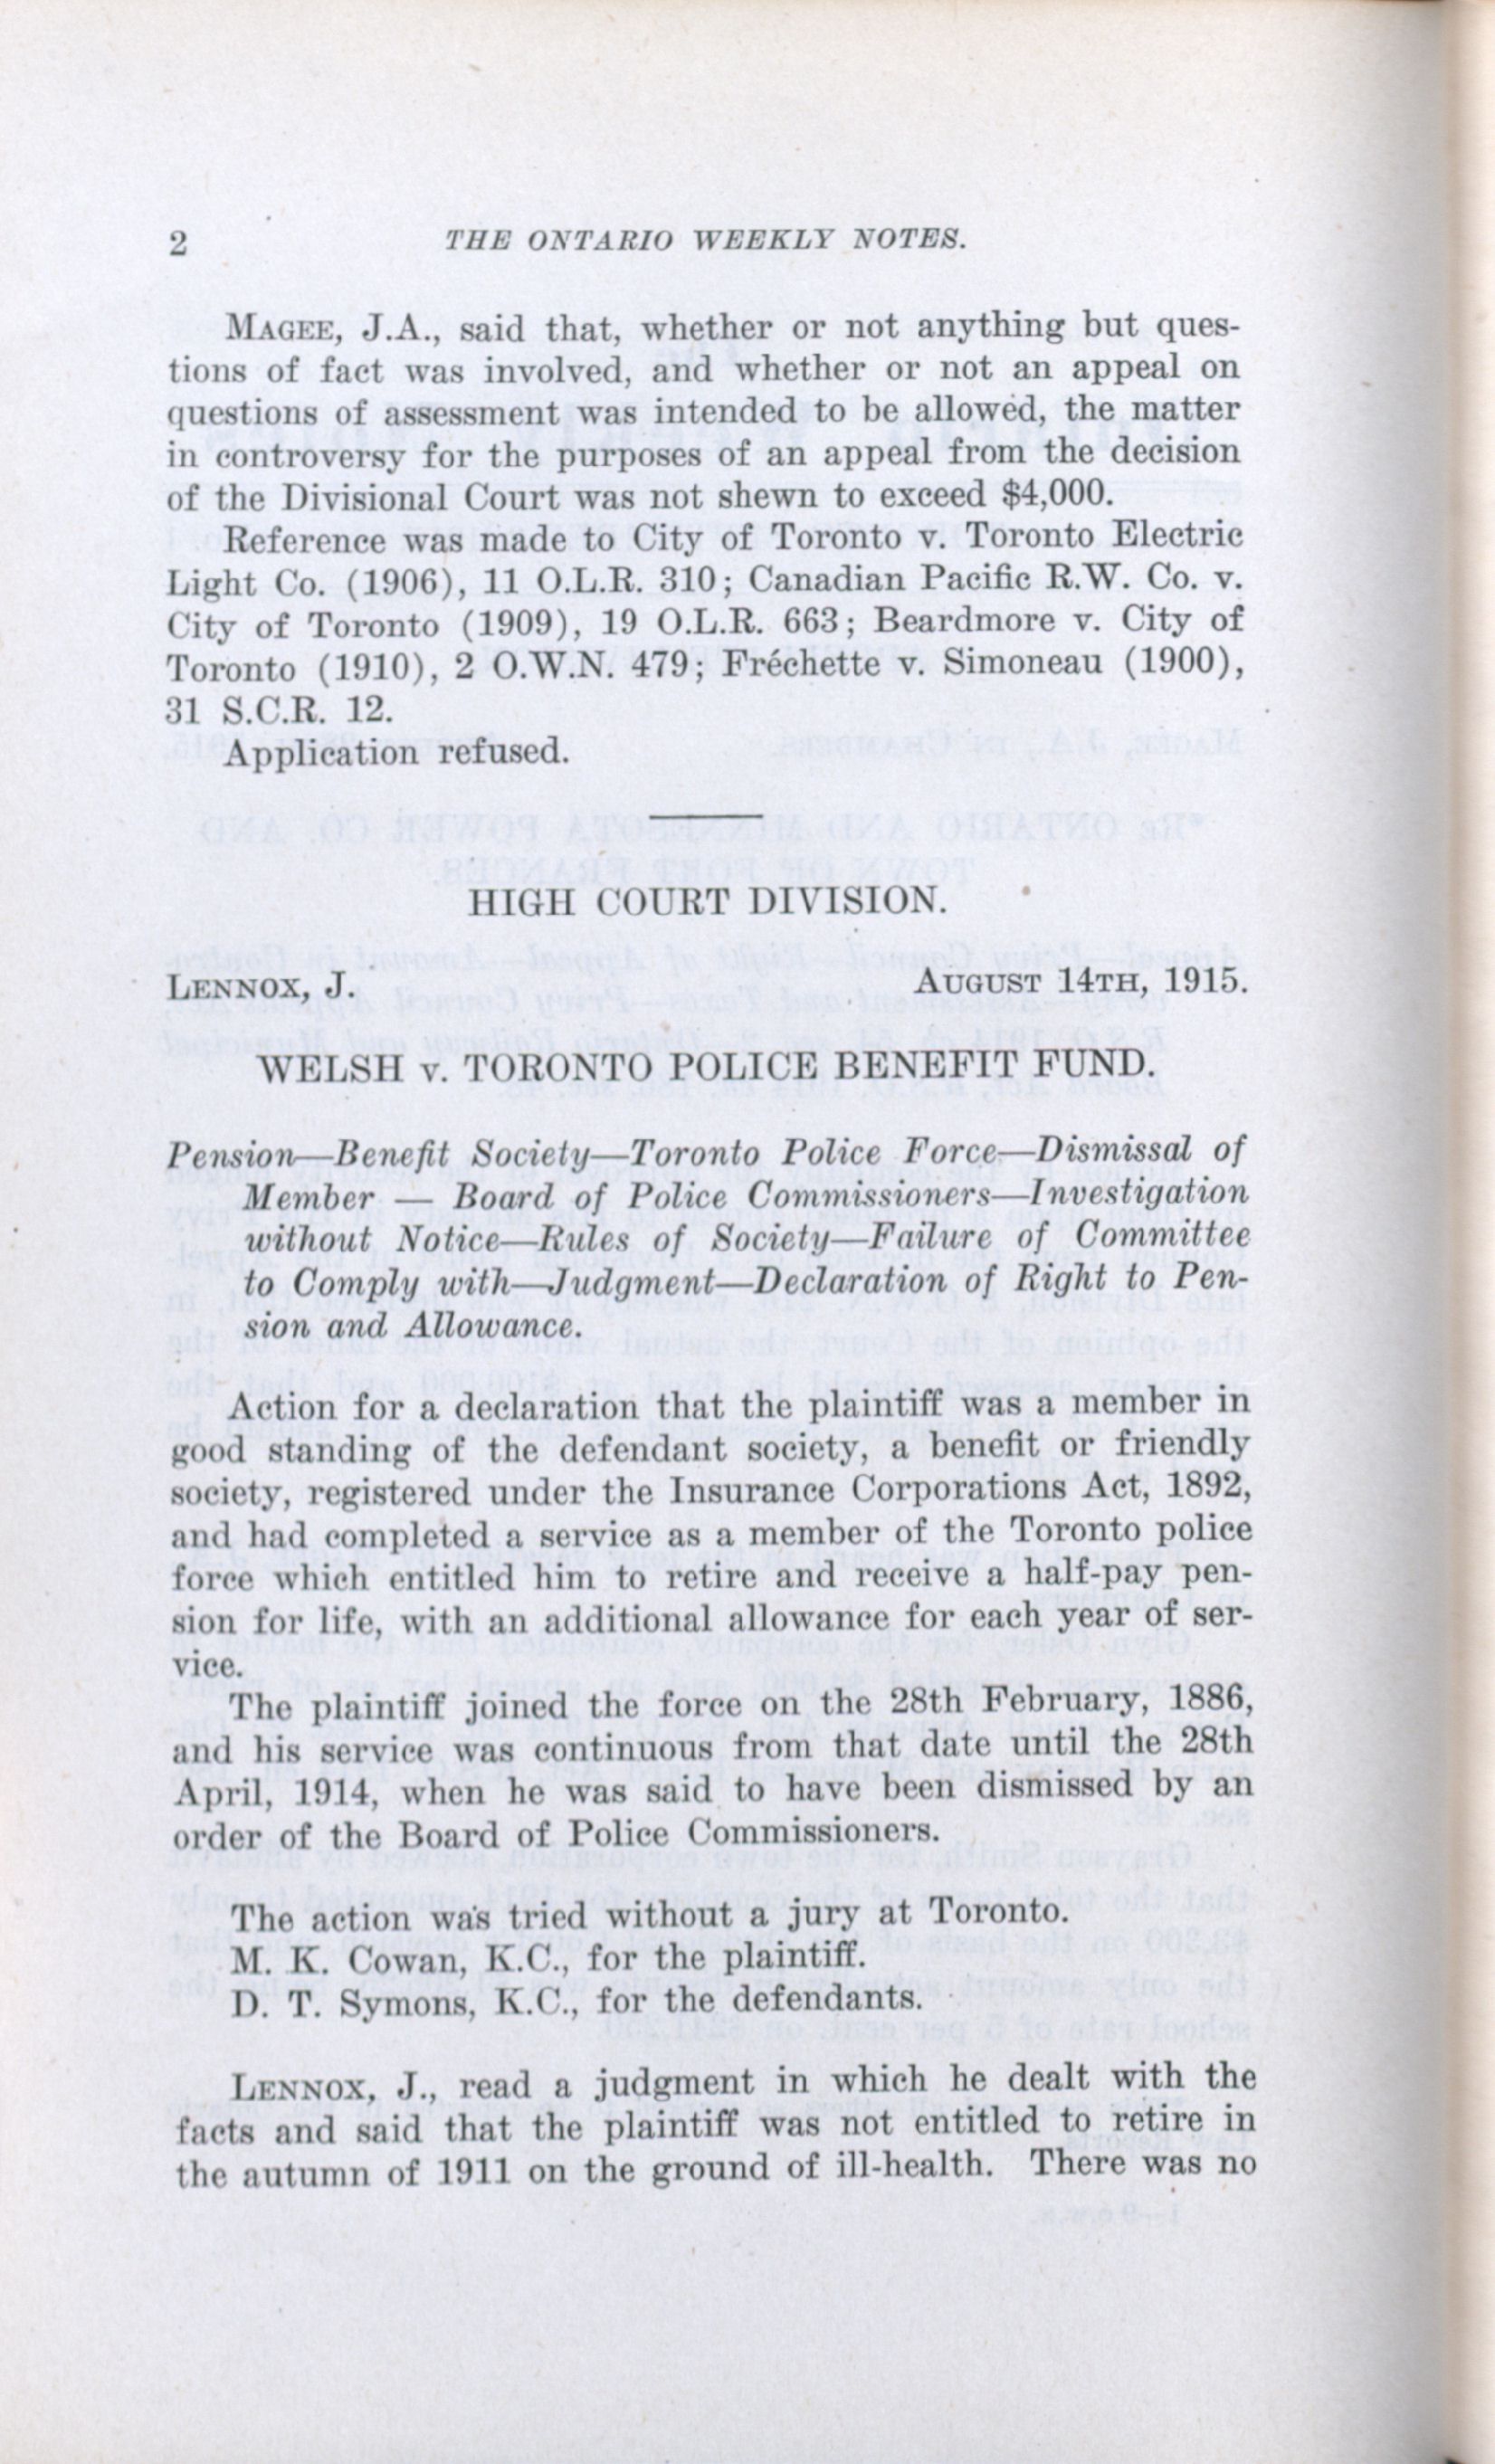 2 THE ONTARIO WEEKLY NOTES.
MAGEE, J.A., said that, whether or not anything but ques-
tions of fact was involved, and whether or not an appeal on
questions of assessment was intended to be allowed, the matter
in controversy for the purposes of an appeal from the decision
of the Divisional Court was not shewn to exceed $4,000.
Reference was made to City of Toronto v. Toronto Electric
Light Co. (1906), 11 O.L.R. 310; Canadian Pacific R.W. Co. v.
City of Toronto (1909), 19 O.L.R. 663; Beardmore v. City of
Toronto (1910), 2 O.W.N. 479; Fréchette v. Simoneau (1900),
31 S.C.R. 12.
Application refused.
HIGH COURT DIVISION.
LENNOX, J. AUGUST 14TH, 1915.
WELSH v. TORONTO POLICE BENEFIT FUND.
Pension—Benefit Society—Toronto Police Force—Dismissal of
Member — Board of Police Commissioners—Investigation
without Notice—Rules of Society—Failure of Committee
to Comply with—Judgment—Declaration of Right to Pen-
sion and Allowance.
Action for a declaration that the plaintiff was a member in
good standing of the defendant society, a benefit or friendly
society, registered under the Insurance Corporations Act, 1892,
and had completed a service as a member of the Toronto police
force which entitled him to retire and receive a half-pay pen-
sion for life, with an additional allowance for each year of ser-
vice.
The plaintiff joined the force on the 28th February, 1886,
and his service was continuous from that date until the 28th
April, 1914, when he was said to have been dismissed by an
order of the Board of Police Commissioners.
The action was tried without a jury at Toronto.
M. K. Cowan, K.C., for the plaintiff.
D. T. Symons, K.C., for the defendants.
LENNOX, J., read a judgment in which he dealt with the
facts and said that the plaintiff was not entitled to retire in
the autumn of 1911 on the ground of ill-health. There was no